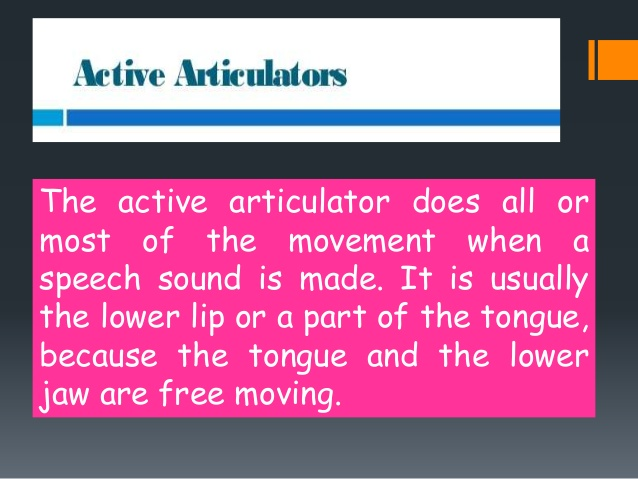 Active Articulators
The active articulator does all or
most of the movement when a
speech sound is made. It is usually
the lower lip or a part of the tongue,
because the tongue and the lower
jaw are free moving.